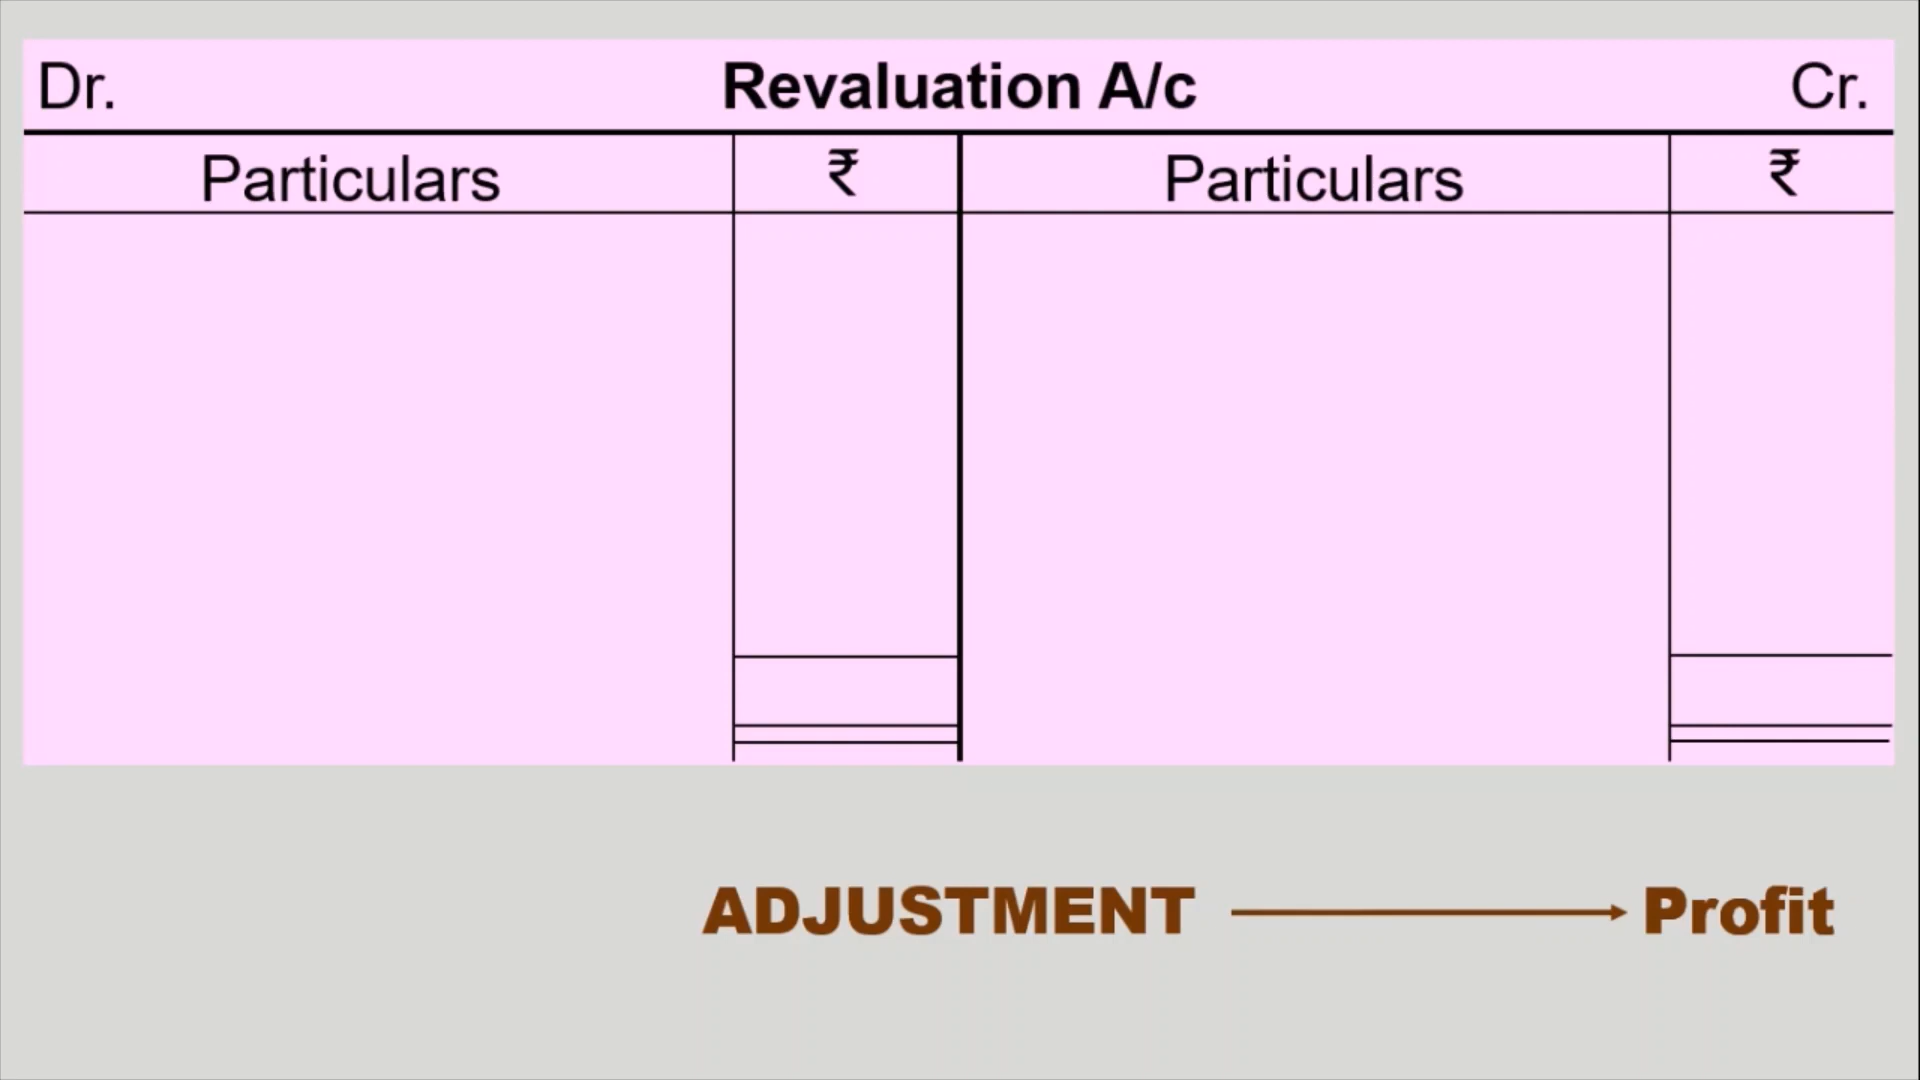 Dr. Revaluation A/c Cr.
Particulars ₹ Particulars ₹
ADJUSTMENT Profit